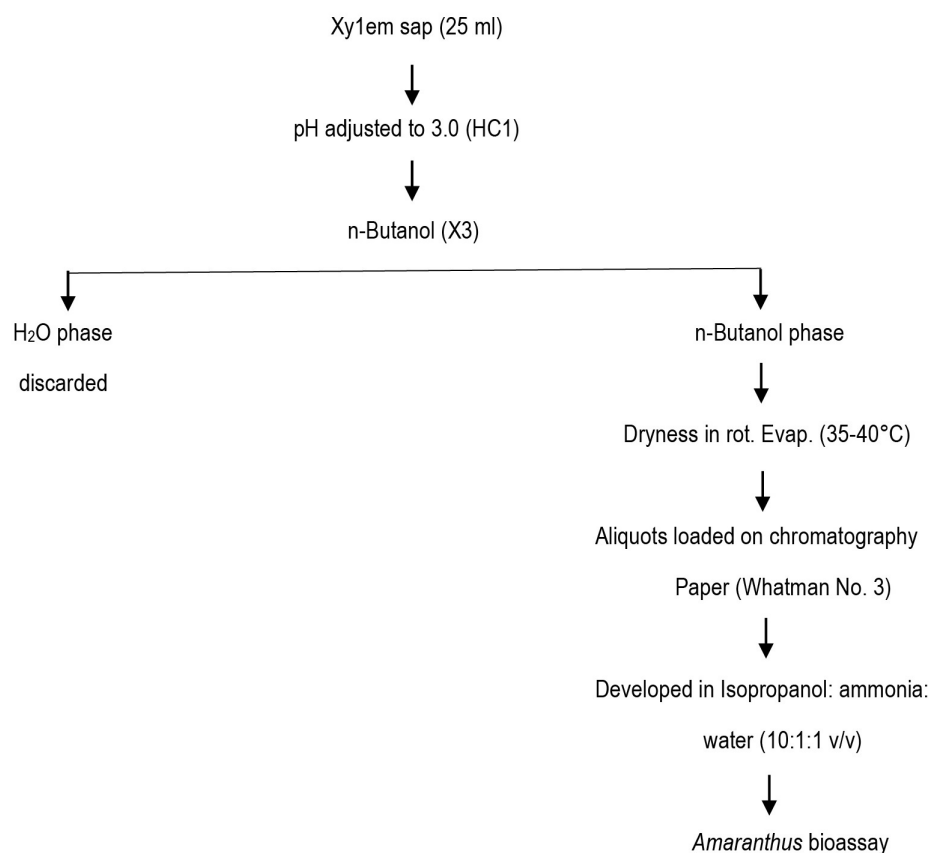 Xy1em sap (25 ml)
pH adjusted to 3.0 (HC1)
n-Butanol (X3)
H₂O phase
discarded
n-Butanol phase
Dryness in rot. Evap. (35-40°C)
Aliquots loaded on chromatography
Paper (Whatman No. 3)
Developed in Isopropanol: ammonia:
water (10:1:1 v/v)
Amaranthus bioassay